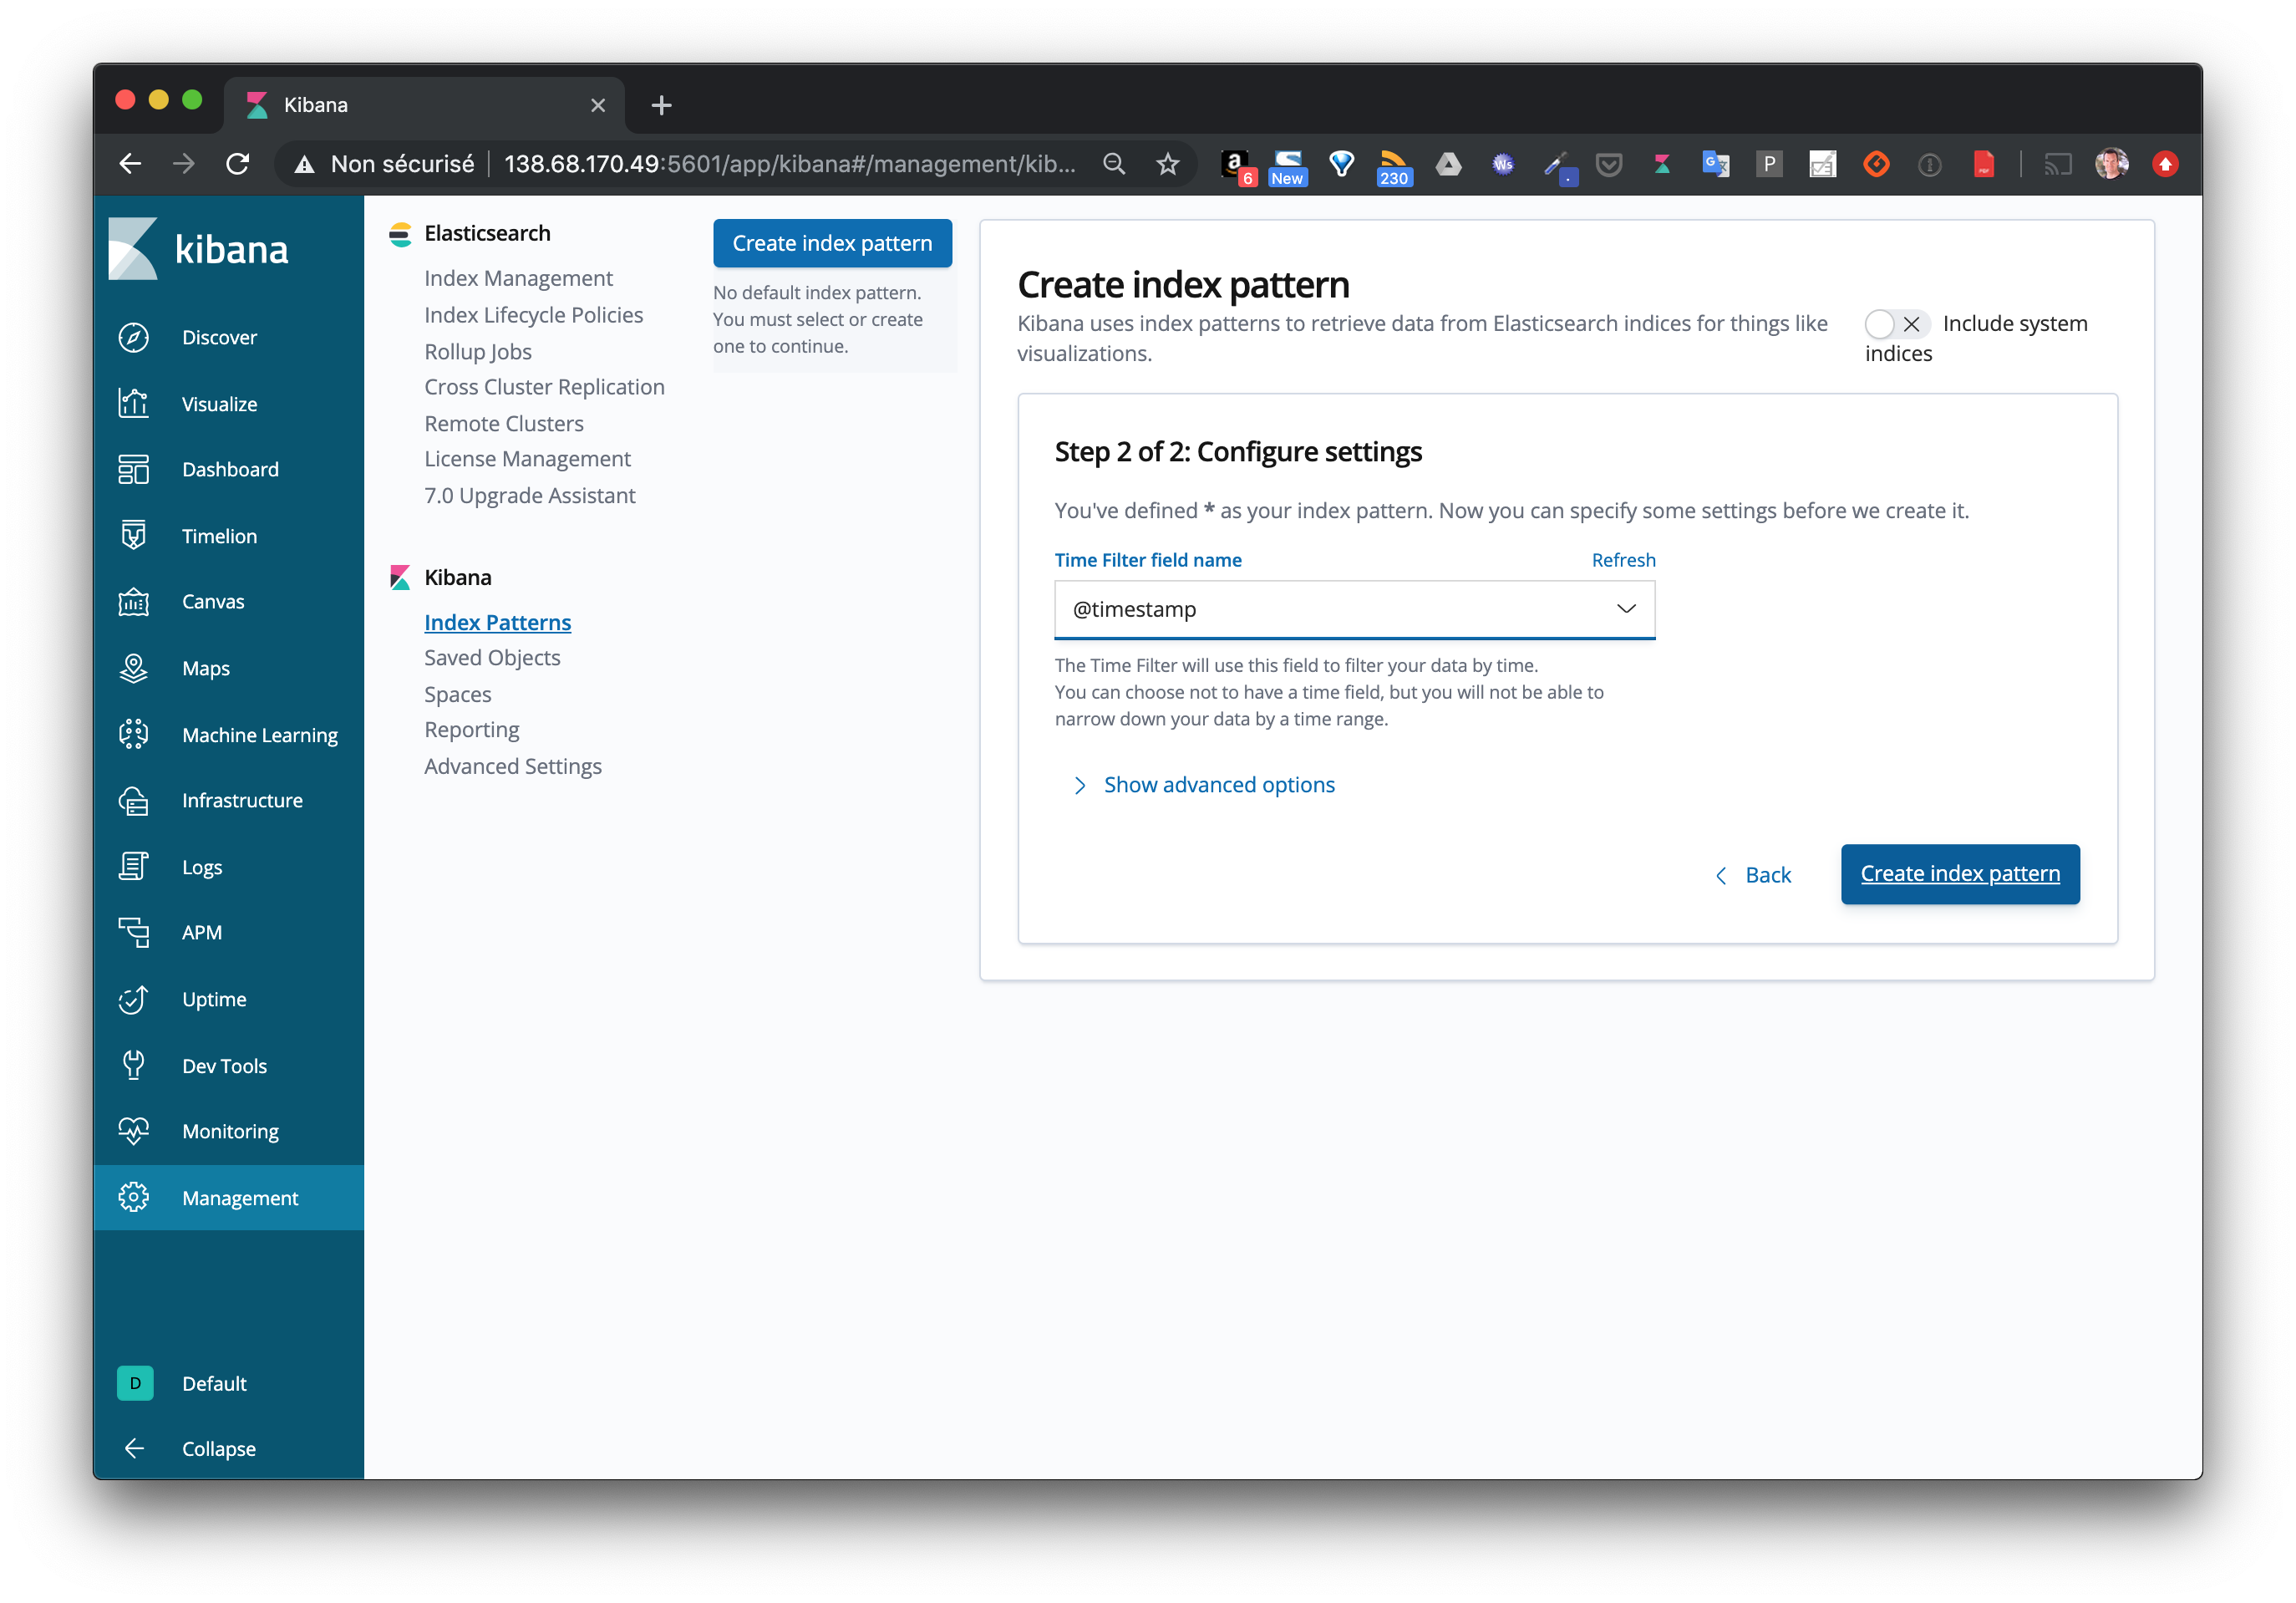 Kibana
Non sécurisé
138.68.170.49:5601/app/kibana#/management/kib...
a
6
New
230
Ws
G
P
kibana
Discover
Visualize
Dashboard
Timelion
Canvas
Maps
Machine Learning
Infrastructure
Logs
APM
Uptime
Dev Tools
Monitoring
Management
D
Default
Collapse
Elasticsearch
Index Management
Index Lifecycle Policies
Rollup Jobs
Cross Cluster Replication
Remote Clusters
License Management
7.0 Upgrade Assistant
Kibana
Index Patterns
Saved Objects
Spaces
Reporting
Advanced Settings
Create index pattern
No default index pattern.
You must select or create
one to continue.
Create index pattern
Kibana uses index patterns to retrieve data from Elasticsearch indices for things like
visualizations.
Include system
indices
Step 2 of 2: Configure settings
You've defined * as your index pattern. Now you can specify some settings before we create it.
Time Filter field name
Refresh
@timestamp
The Time Filter will use this field to filter your data by time.
You can choose not to have a time field, but you will not be able to
narrow down your data by a time range.
Show advanced options
Back
Create index pattern